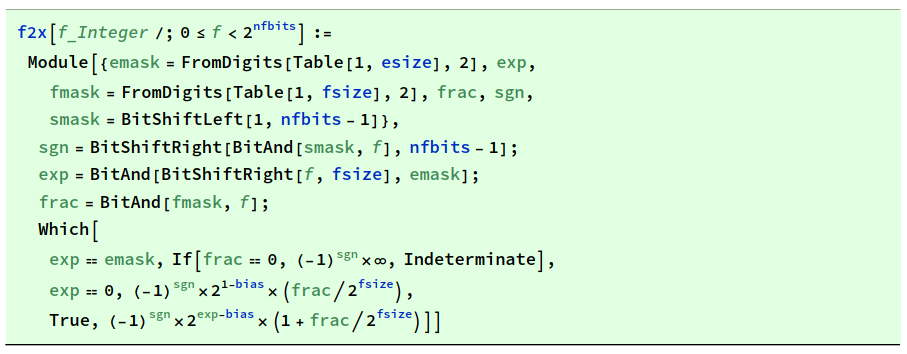 f2x[f_Integer /; 0 ≤ f < 2^nfbits] :=
Module[{emask = FromDigits[Table[1, esize], 2], exp,
fmask = FromDigits[Table[1, fsize], 2], frac, sgn,
smask = BitShiftLeft[1, nfbits - 1]},
sgn = BitShiftRight[BitAnd[smask, f], nfbits - 1];
exp = BitAnd[BitShiftRight[f, fsize], emask];
frac = BitAnd[fmask, f];
Which[
exp == emask, If[frac == 0, (-1)^sgn × ∞, Indeterminate],
exp == 0, (-1)^sgn × 2^(1-bias) × (frac/2^fsize),
True, (-1)^sgn × 2^(exp-bias) × (1 + frac/2^fsize)]]